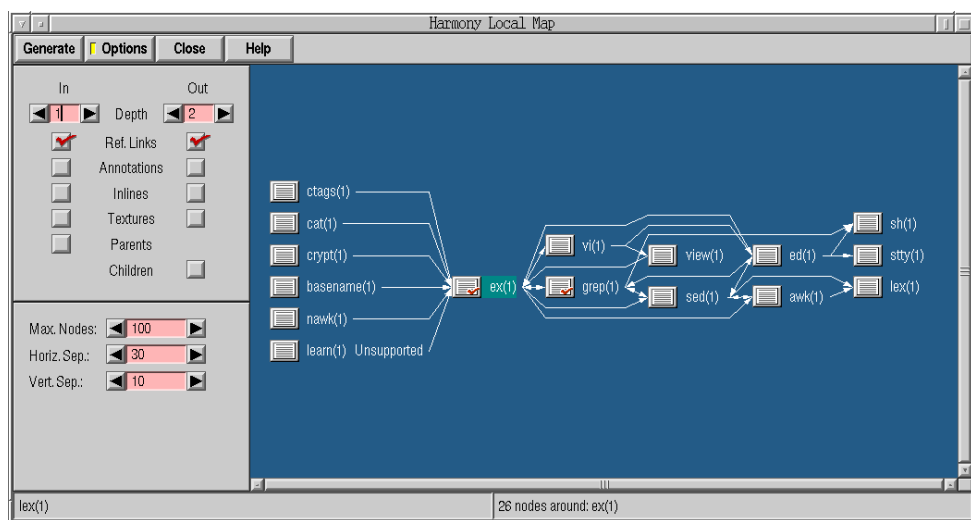 Harmony Local Map
Generate Options Close Help
In Out
1 Depth 2
Ref. Links
Annotations
Inlines
Textures
Parents
Children
Max. Nodes: 100
Horiz. Sep.: 30
Vert. Sep.: 10
ctags(1)
cat(1)
crypt(1)
basename(1)
nawk(1)
learn(1) Unsupported
ex(1)
vi(1)
grep(1)
view(1)
sed(1)
ed(1)
awk(1)
sh(1)
stty(1)
lex(1)
lex(1)
26 nodes around: ex(1)